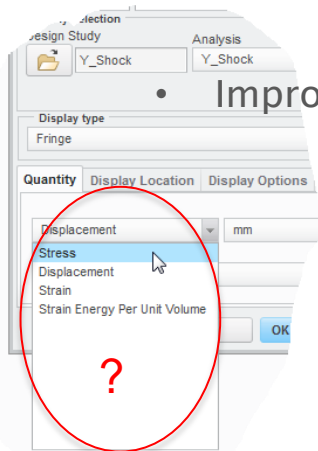 Design Study
Analysis
Y_Shock
Y_Shock
• Impro
Display type
Fringe
Quantity Display Location Display Options
Displacement mm
Stress
Displacement
Strain
Strain Energy Per Unit Volume
OK
?